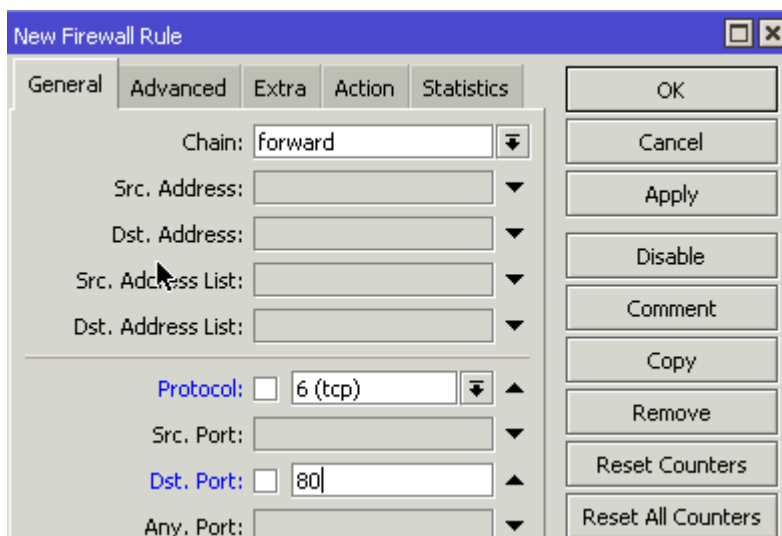 New Firewall Rule
General Advanced Extra Action Statistics
Chain: forward
Src. Address:
Dst. Address:
Src. Address List:
Dst. Address List:
Protocol: 6 (tcp)
Src. Port:
Dst. Port: 80
Any. Port:
OK
Cancel
Apply
Disable
Comment
Copy
Remove
Reset Counters
Reset All Counters